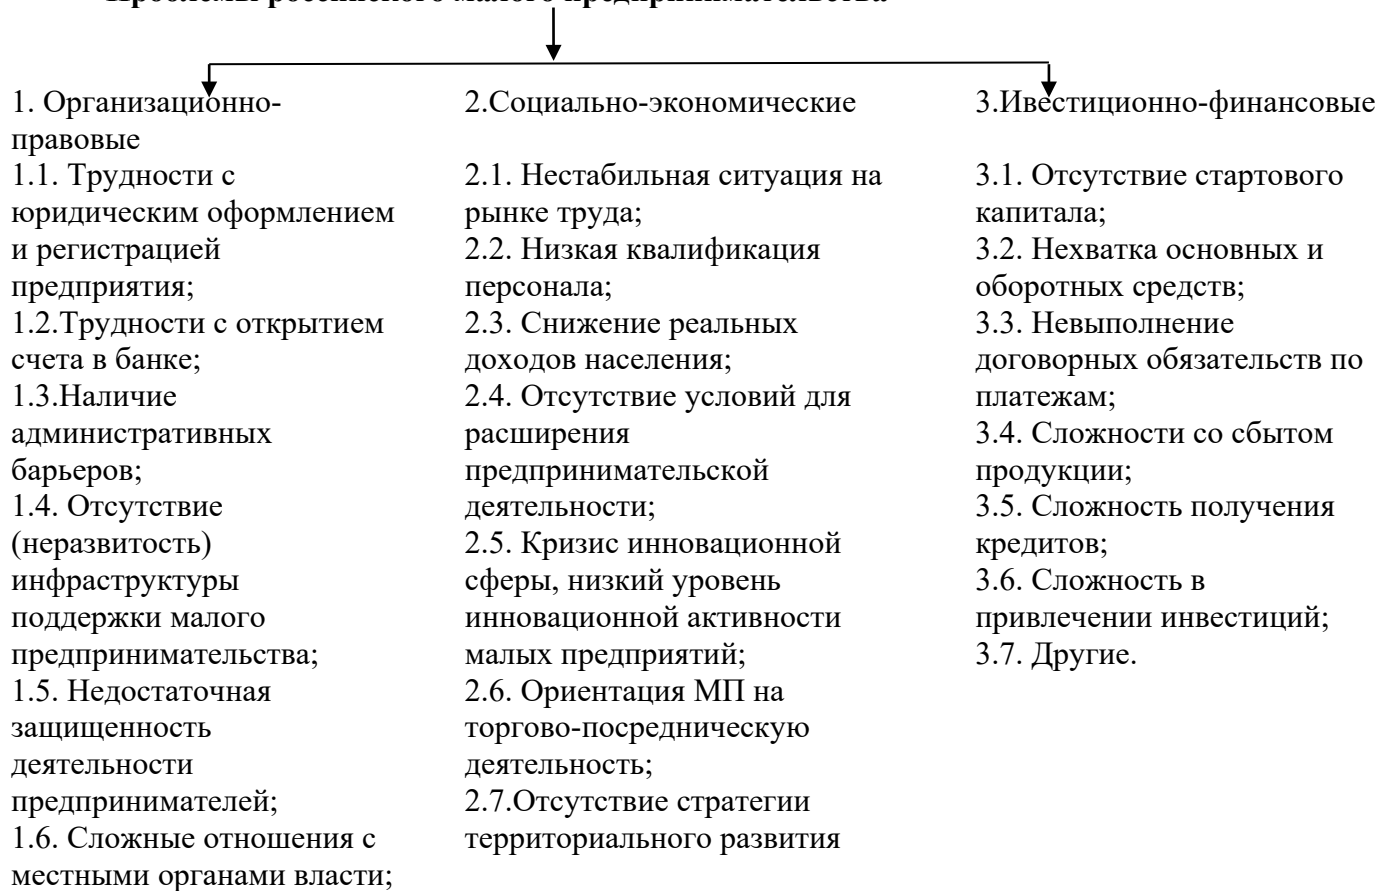 Проблемы российского малого предпринимательства
1. Организационно-
правовые
1.1. Трудности с
юридическим оформлением
и регистрацией
предприятия;
1.2.Трудности с открытием
счета в банке;
1.3.Наличие
административных
барьеров;
1.4. Отсутствие
(неразвитость)
инфраструктуры
поддержки малого
предпринимательства;
1.5. Недостаточная
защищенность
деятельности
предпринимателей;
1.6. Сложные отношения с
местными органами власти;
2.Социально-экономические
2.1. Нестабильная ситуация на
рынке труда;
2.2. Низкая квалификация
персонала;
2.3. Снижение реальных
доходов населения;
2.4. Отсутствие условий для
расширения
предпринимательской
деятельности;
2.5. Кризис инновационной
сферы, низкий уровень
инновационной активности
малых предприятий;
2.6. Ориентация МП на
торгово-посредническую
деятельность;
2.7.Отсутствие стратегии
территориального развития
3.Ивестиционно-финансовые
3.1. Отсутствие стартового
капитала;
3.2. Нехватка основных и
оборотных средств;
3.3. Невыполнение
договорных обязательств по
платежам;
3.4. Сложности со сбытом
продукции;
3.5. Сложность получения
кредитов;
3.6. Сложность в
привлечении инвестиций;
3.7. Другие.